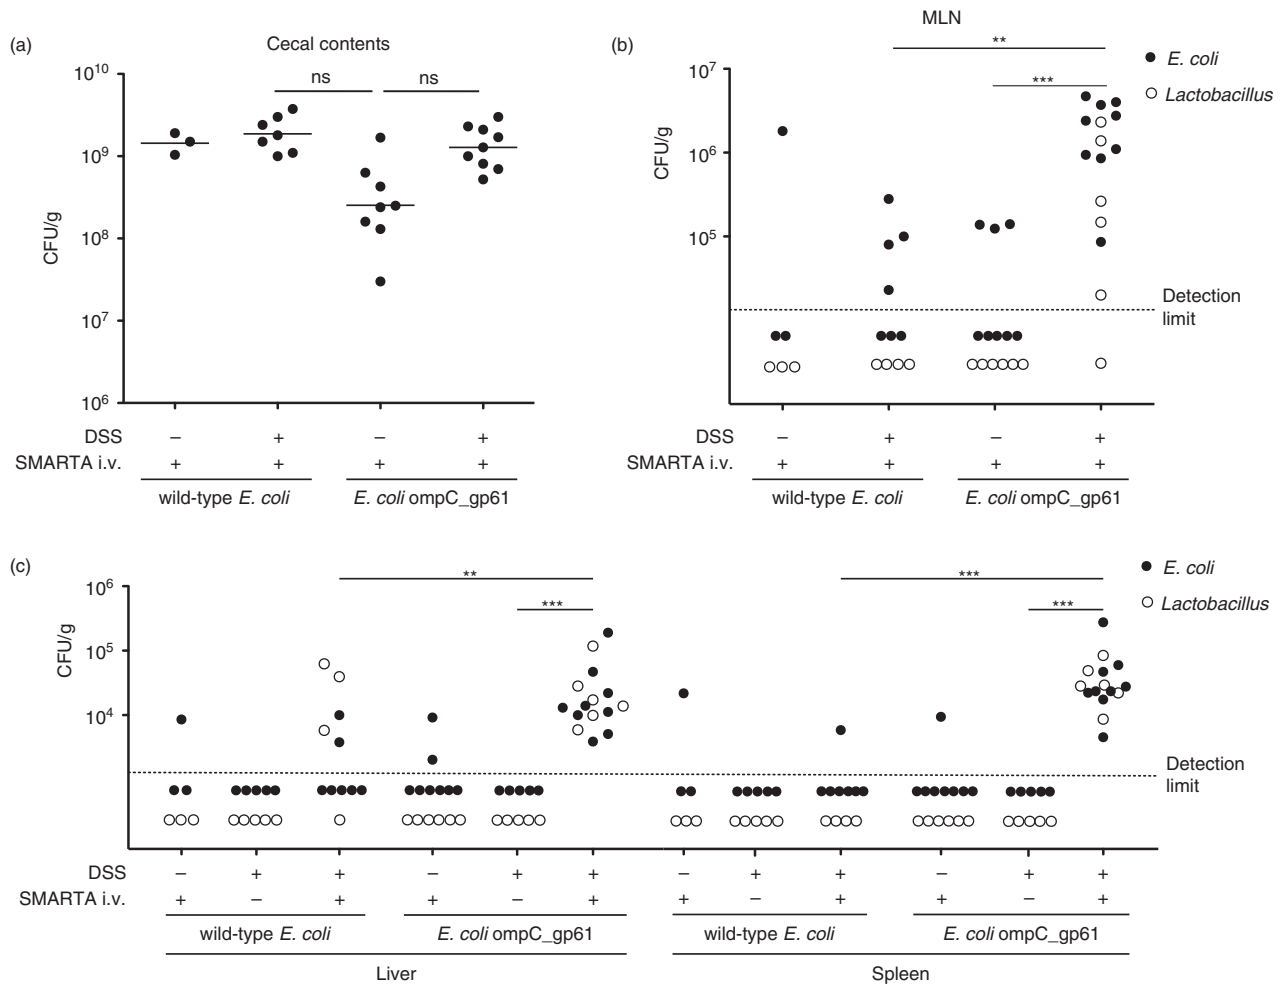 (a)
Cecal contents
ns
ns
10^10
10^9
10^8
10^7
10^6
CFU/g
DSS – + – +
SMARTA i.v. + + + +
wild-type E. coli E. coli ompC_gp61
(b)
MLN
**
***
E. coli
Lactobacillus
10^7
10^6
10^5
CFU/g
Detection
limit
DSS – + – +
SMARTA i.v. + + + +
wild-type E. coli E. coli ompC_gp61
(c)
** ***
*** ***
E. coli
Lactobacillus
10^6
10^5
10^4
CFU/g
Detection
limit
DSS – + + – + + – + + – + +
SMARTA i.v. + – + + – + + – + + – +
wild-type E. coli E. coli ompC_gp61 wild-type E. coli E. coli ompC_gp61
Liver Spleen